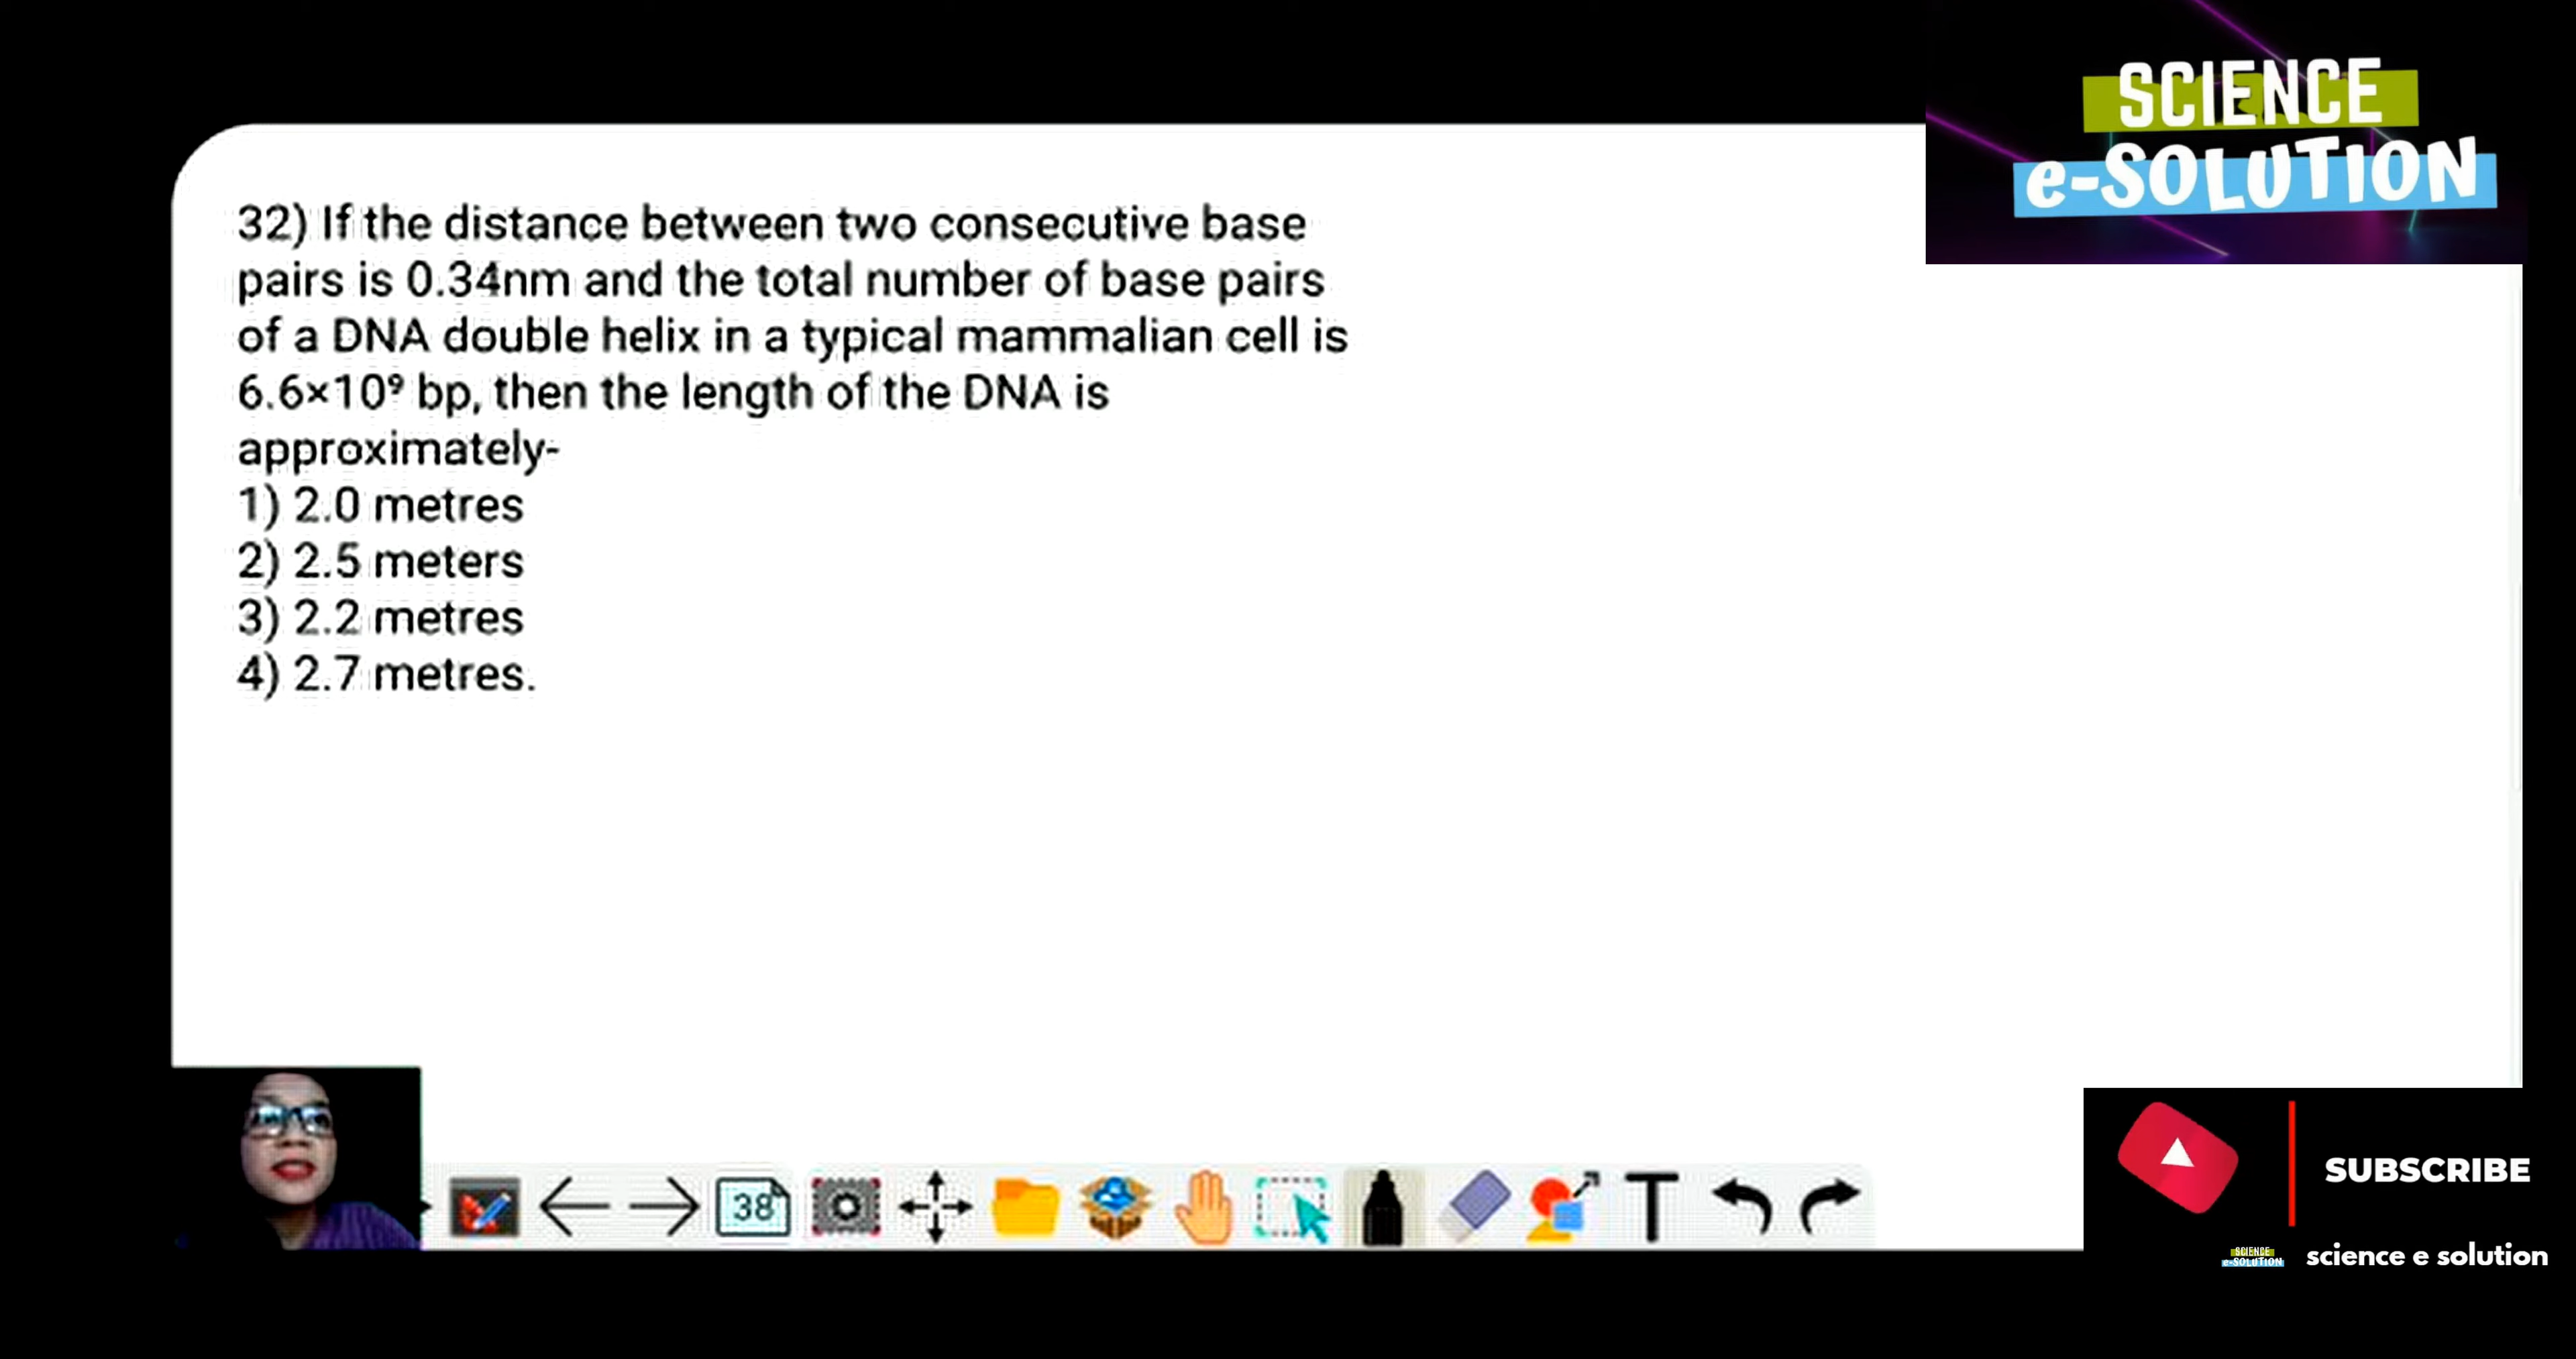 SCIENCE
e-SOLUTION
32) If the distance between two consecutive base
pairs is 0.34nm and the total number of base pairs
of a DNA double helix in a typical mammalian cell is
6.6×10⁹ bp, then the length of the DNA is
approximately-
1) 2.0 metres
2) 2.5 meters
3) 2.2 metres
4) 2.7 metres.
38
T
SUBSCRIBE
SCIENCE
e-SOLUTION
science e solution